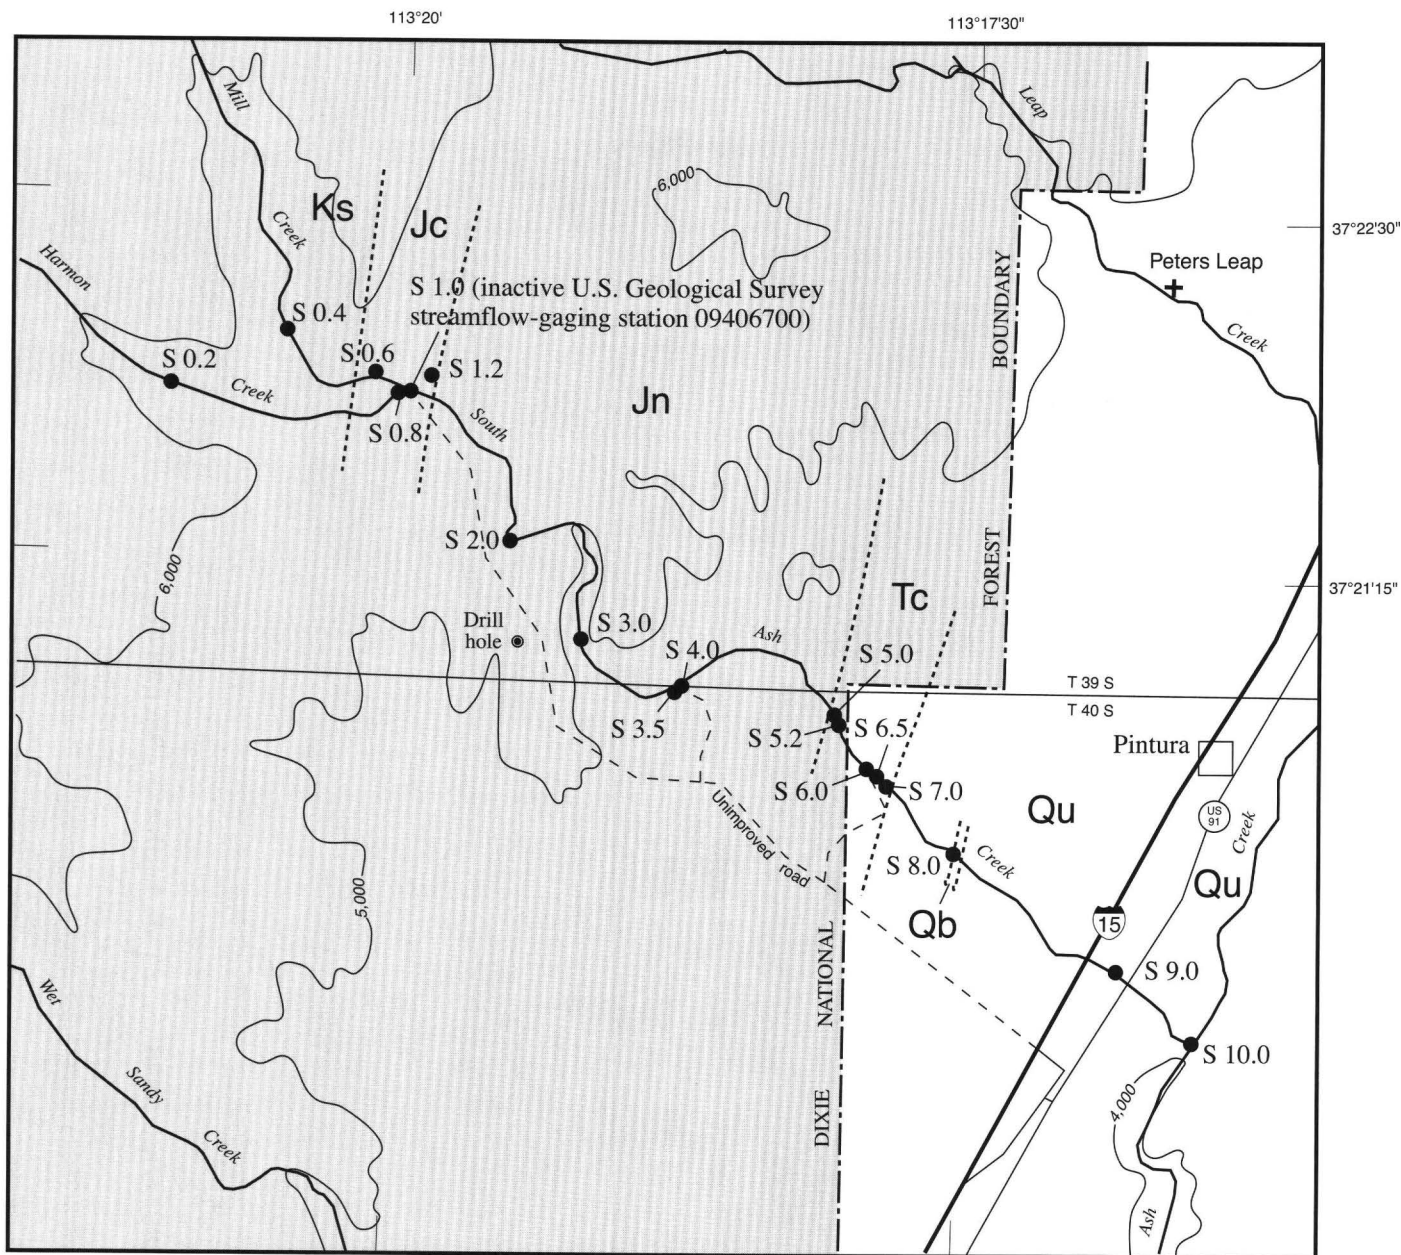 113°20'
113°17'30"
Mill
Creek
Leap
Creek
6,000
Ks
Jc
37°22'30"
Harmon
Creek
BOUNDARY
Peters Leap
S 1.0 (inactive U.S. Geological Survey
streamflow-gaging station 09406700)
S 0.4
S 0.2
S 0.6
S 1.2
S 0.8
South
Jn
6,000
S 2.0
FOREST
37°21'15"
Tc
Drill
hole
S 3.0
Ash
S 4.0
S 5.0
T 39 S
T 40 S
S 3.5
S 5.2
S 6.5
Pintura
S 6.0
S 7.0
Unimproved road
Qu
US
91
Creek
Qu
S 8.0
Creek
5,000
Qb
15
NATIONAL
S 9.0
Wet
Sandy
Creek
S 10.0
DIXIE
4,000
Ash